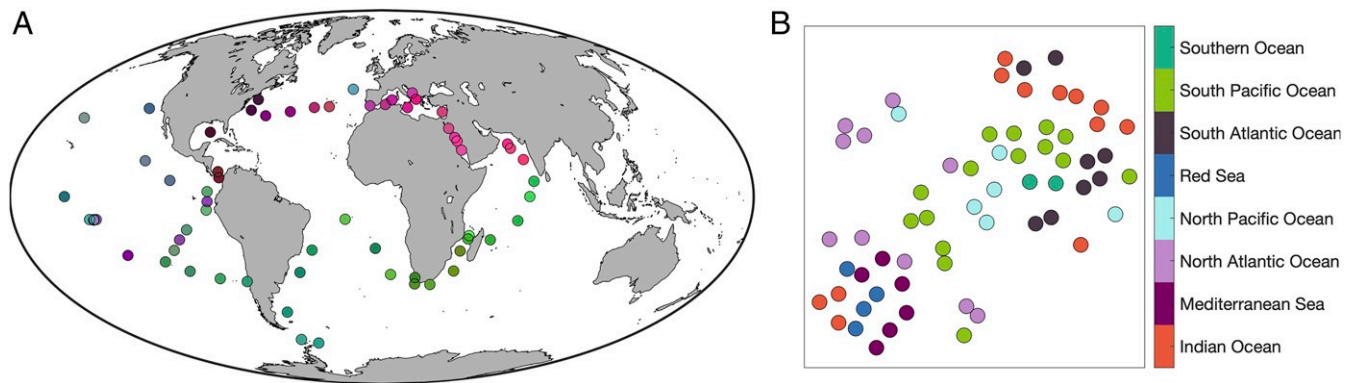 A
B
Southern Ocean
South Pacific Ocean
South Atlantic Ocean
Red Sea
North Pacific Ocean
North Atlantic Ocean
Mediterranean Sea
Indian Ocean